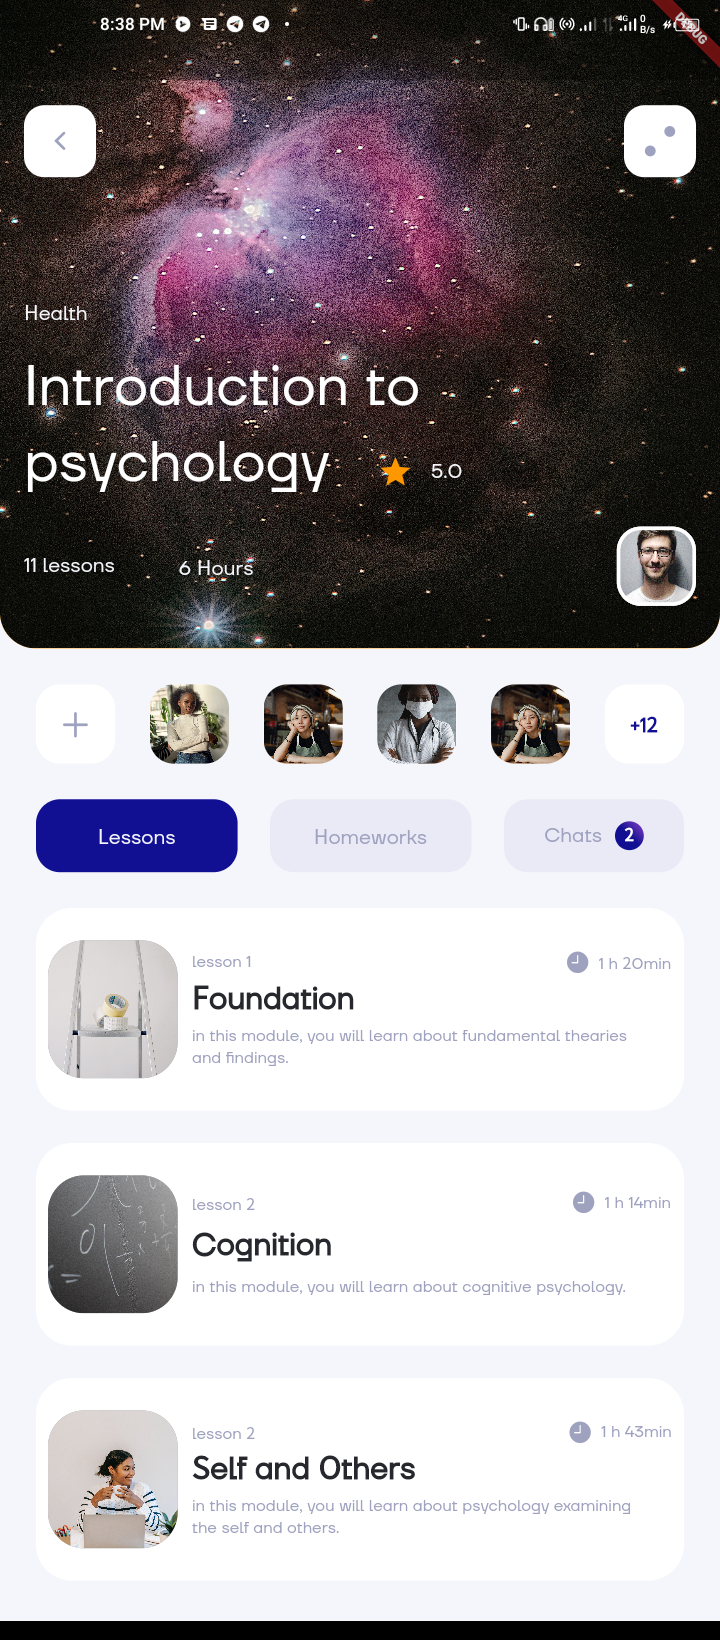 8:38 PM
4G
0
B/s
DEBUG
Health
Introduction to
psychology
5.0
11 lessons
6 Hours
+12
Lessons
Homeworks
Chats
2
lesson 1
1 h 20min
Foundation
in this module, you will learn about fundamental thearies
and findings.
lesson 2
1 h 14min
Cognition
in this module, you will learn about cognitive psychology.
lesson 2
1 h 43min
Self and Others
in this module, you will learn about psychology examining
the self and others.